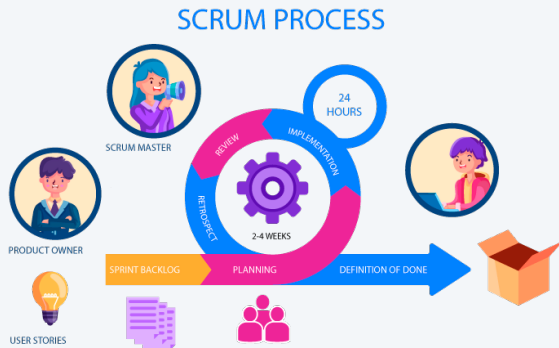 SCRUM PROCESS
24
HOURS
SCRUM MASTER
REVIEW
IMPLEMENTATION
RETROSPECT
2-4 WEEKS
PRODUCT OWNER
SPRINT BACKLOG
PLANNING
DEFINITION OF DONE
USER STORIES